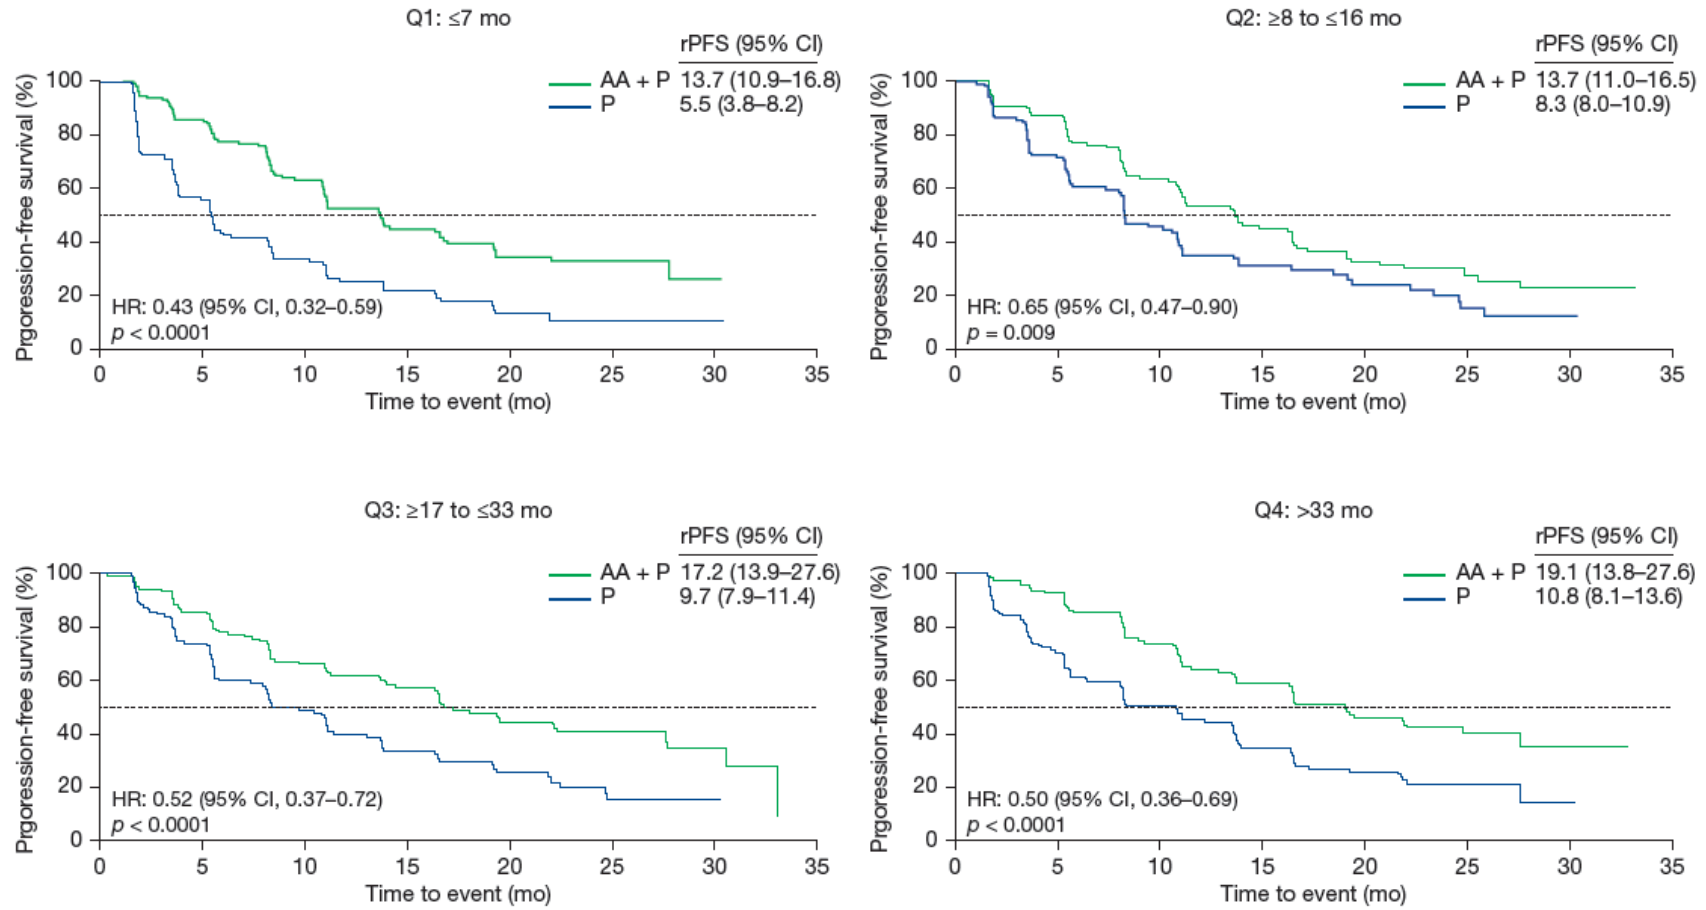 Q1: ≤7 mo
rPFS (95% CI)
AA + P 13.7 (10.9–16.8)
P 5.5 (3.8–8.2)
Prgoression-free survival (%)
100
80
60
40
20
0
HR: 0.43 (95% CI, 0.32–0.59)
p < 0.0001
0 5 10 15 20 25 30 35
Time to event (mo)
Q2: ≥8 to ≤16 mo
rPFS (95% CI)
AA + P 13.7 (11.0–16.5)
P 8.3 (8.0–10.9)
Prgoression-free survival (%)
100
80
60
40
20
0
HR: 0.65 (95% CI, 0.47–0.90)
p = 0.009
0 5 10 15 20 25 30 35
Time to event (mo)
Q3: ≥17 to ≤33 mo
rPFS (95% CI)
AA + P 17.2 (13.9–27.6)
P 9.7 (7.9–11.4)
Prgoression-free survival (%)
100
80
60
40
20
0
HR: 0.52 (95% CI, 0.37–0.72)
p < 0.0001
0 5 10 15 20 25 30 35
Time to event (mo)
Q4: >33 mo
rPFS (95% CI)
AA + P 19.1 (13.8–27.6)
P 10.8 (8.1–13.6)
Prgoression-free survival (%)
100
80
60
40
20
0
HR: 0.50 (95% CI, 0.36–0.69)
p < 0.0001
0 5 10 15 20 25 30 35
Time to event (mo)